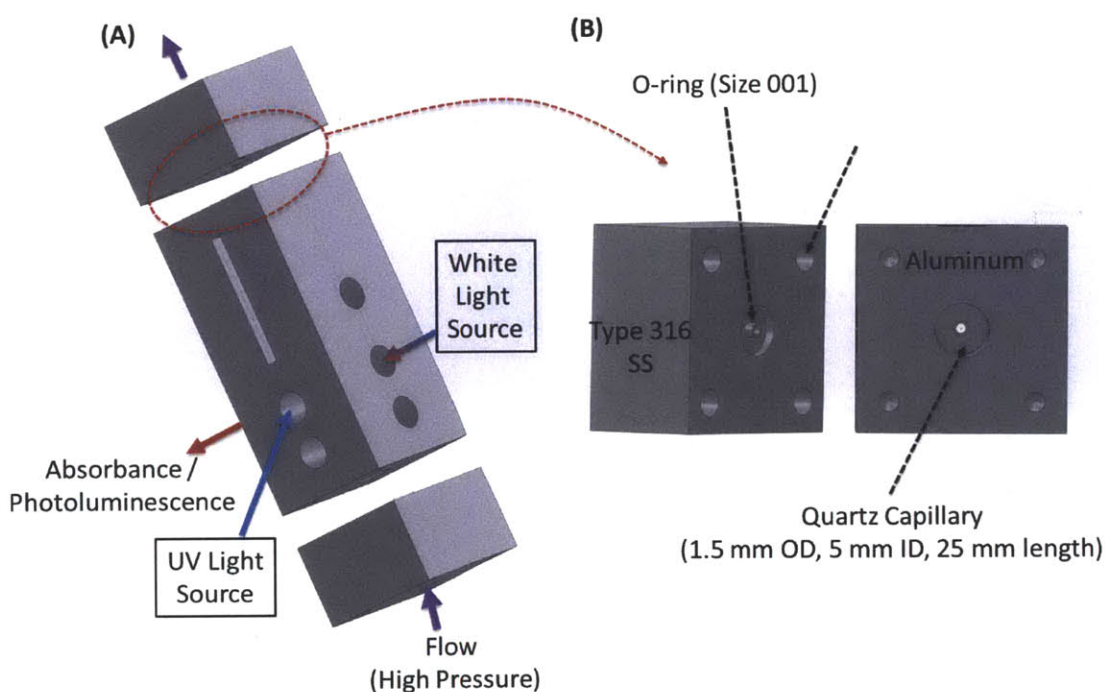 (A)
(B)
O-ring (Size 001)
White
Light
Source
Aluminum
Type 316
SS
Absorbance /
Photoluminescence
UV Light
Source
Quartz Capillary
(1.5 mm OD, 5 mm ID, 25 mm length)
Flow
(High Pressure)